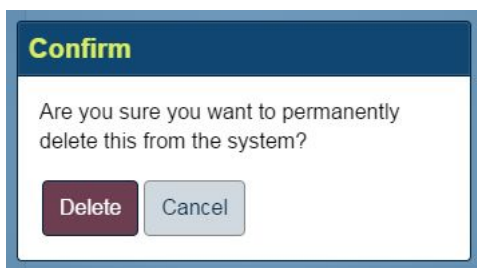 Confirm
Are you sure you want to permanently
delete this from the system?
Delete
Cancel